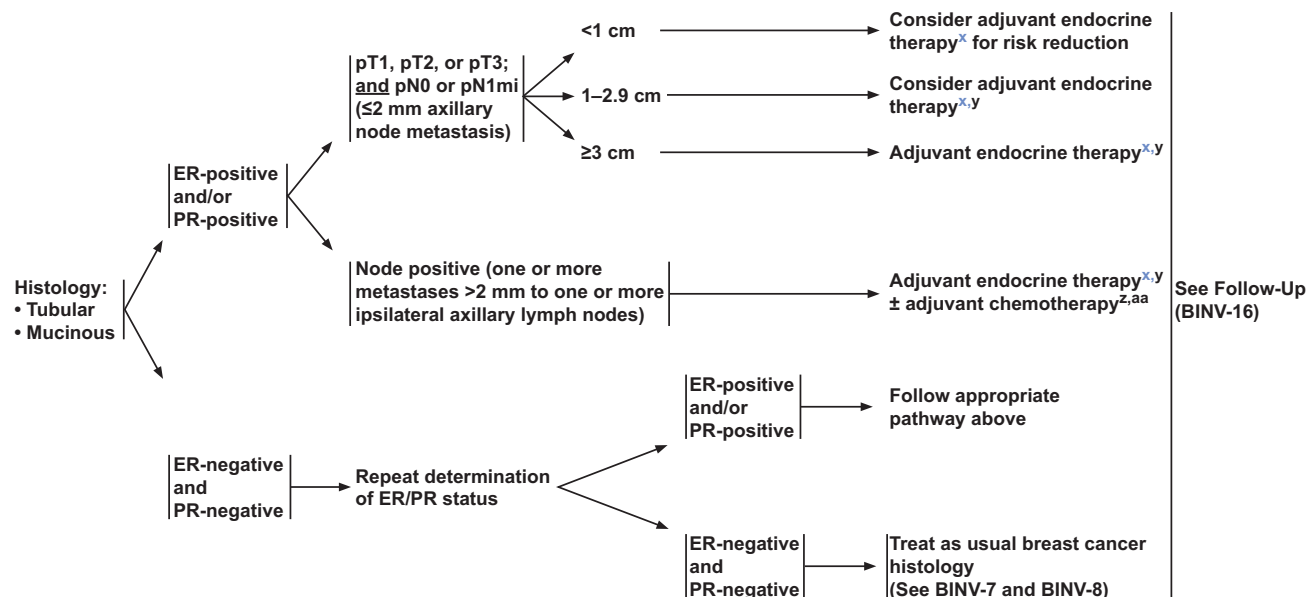 <1 cm
Consider adjuvant endocrine
therapyx for risk reduction
pT1, pT2, or pT3;
and pN0 or pN1mi
(≤2 mm axillary
node metastasis)
1–2.9 cm
Consider adjuvant endocrine
therapyx,y
≥3 cm
Adjuvant endocrine therapyx,y
ER-positive
and/or
PR-positive
Histology:
• Tubular
• Mucinous
Node positive (one or more
metastases >2 mm to one or more
ipsilateral axillary lymph nodes)
Adjuvant endocrine therapyx,y
± adjuvant chemotherapyz,aa
See Follow-Up
(BINV-16)
ER-negative
and
PR-negative
Repeat determination
of ER/PR status
ER-positive
and/or
PR-positive
Follow appropriate
pathway above
ER-negative
and
PR-negative
Treat as usual breast cancer
histology
(See BINV-7 and BINV-8)